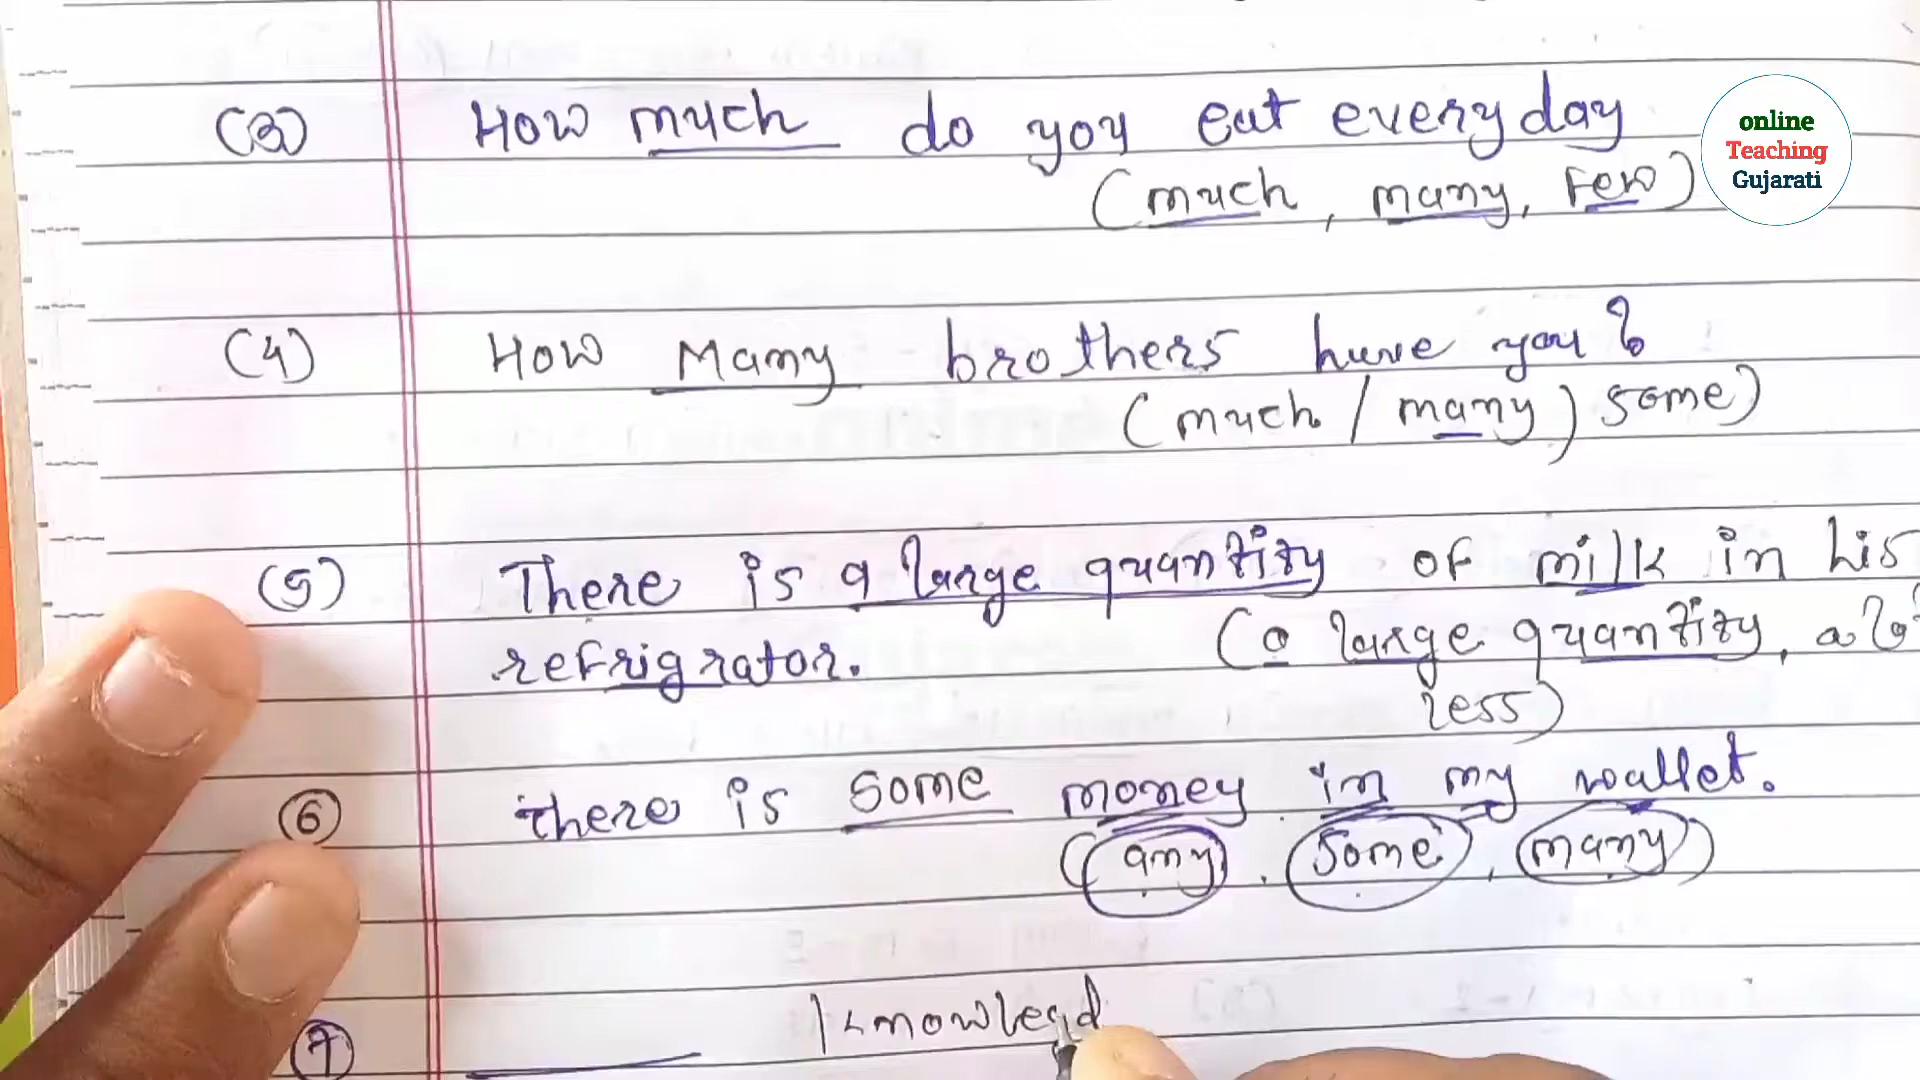 (3) How much do you eat everyday
(much, many, few)
online
Teaching
Gujarati
(4) How Many brothers have you?
(much / many) some)
(5) There is a large quantity of milk in his
refrigrator. (a large quantity,
less)
6 there is some money in my wallet.
(any, some, many)
7 Knowled